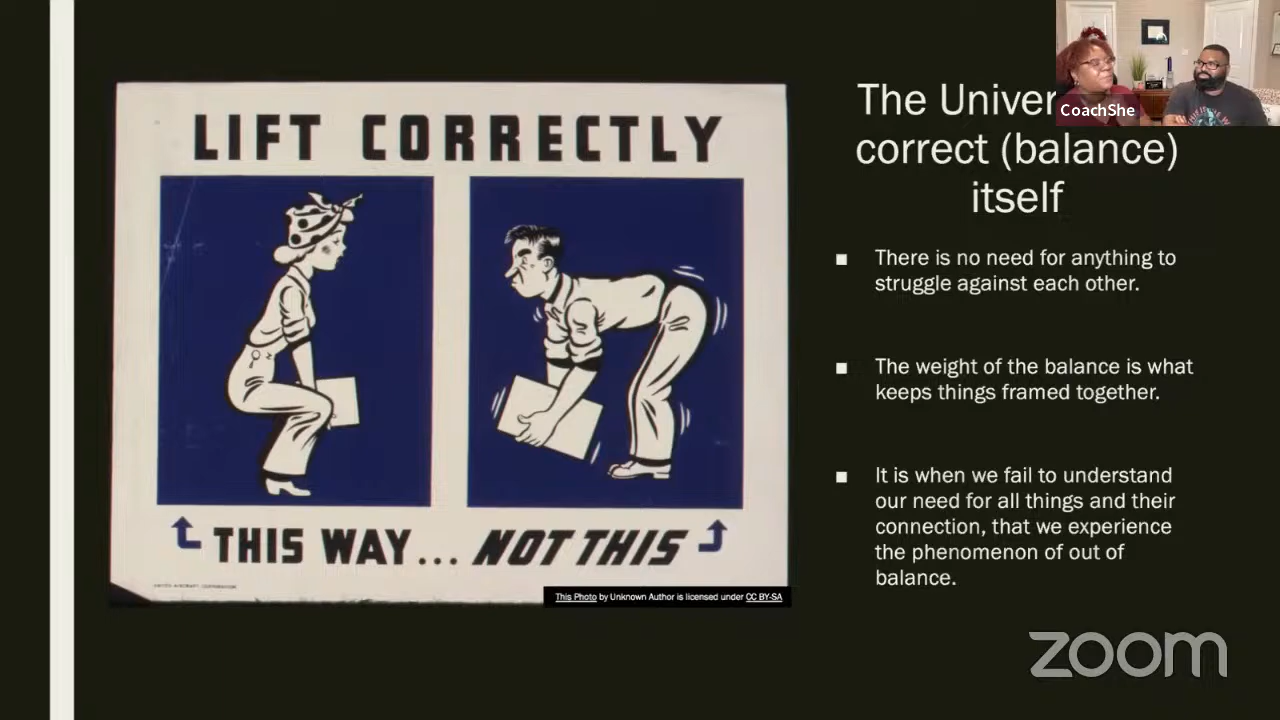 LIFT CORRECTLY
THIS WAY... NOT THIS
This Photo by Unknown Author is licensed under CC BY-SA
CoachShe
The Univer
correct (balance)
itself
There is no need for anything to
struggle against each other.
The weight of the balance is what
keeps things framed together.
It is when we fail to understand
our need for all things and their
connection, that we experience
the phenomenon of out of
balance.
zoom